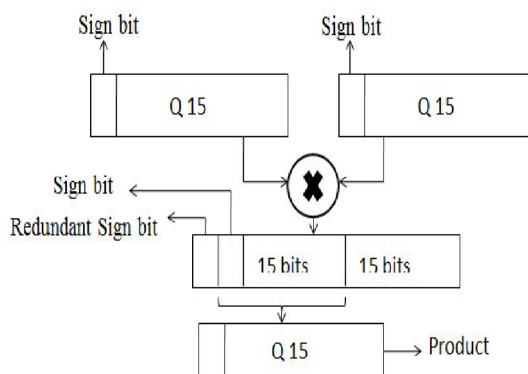 Sign bit
Sign bit
Q 15
Q 15
Sign bit
Redundant Sign bit
15 bits
15 bits
Q 15
Product